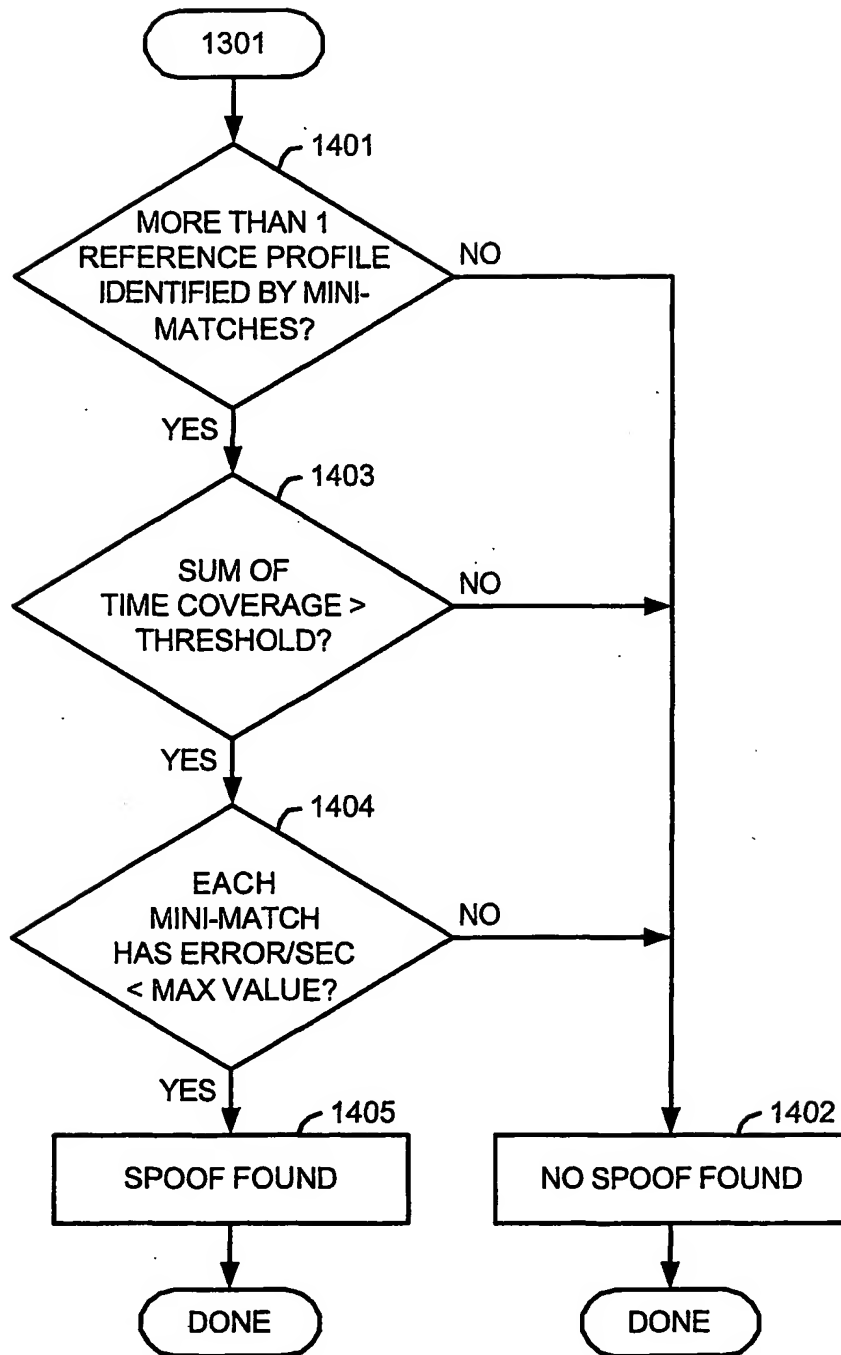 1301
1401
MORE THAN 1
REFERENCE PROFILE
IDENTIFIED BY MINI-
MATCHES?
NO
YES
1403
SUM OF
TIME COVERAGE >
THRESHOLD?
NO
YES
1404
EACH
MINI-MATCH
HAS ERROR/SEC
< MAX VALUE?
NO
YES
1405
SPOOF FOUND
1402
NO SPOOF FOUND
DONE
DONE